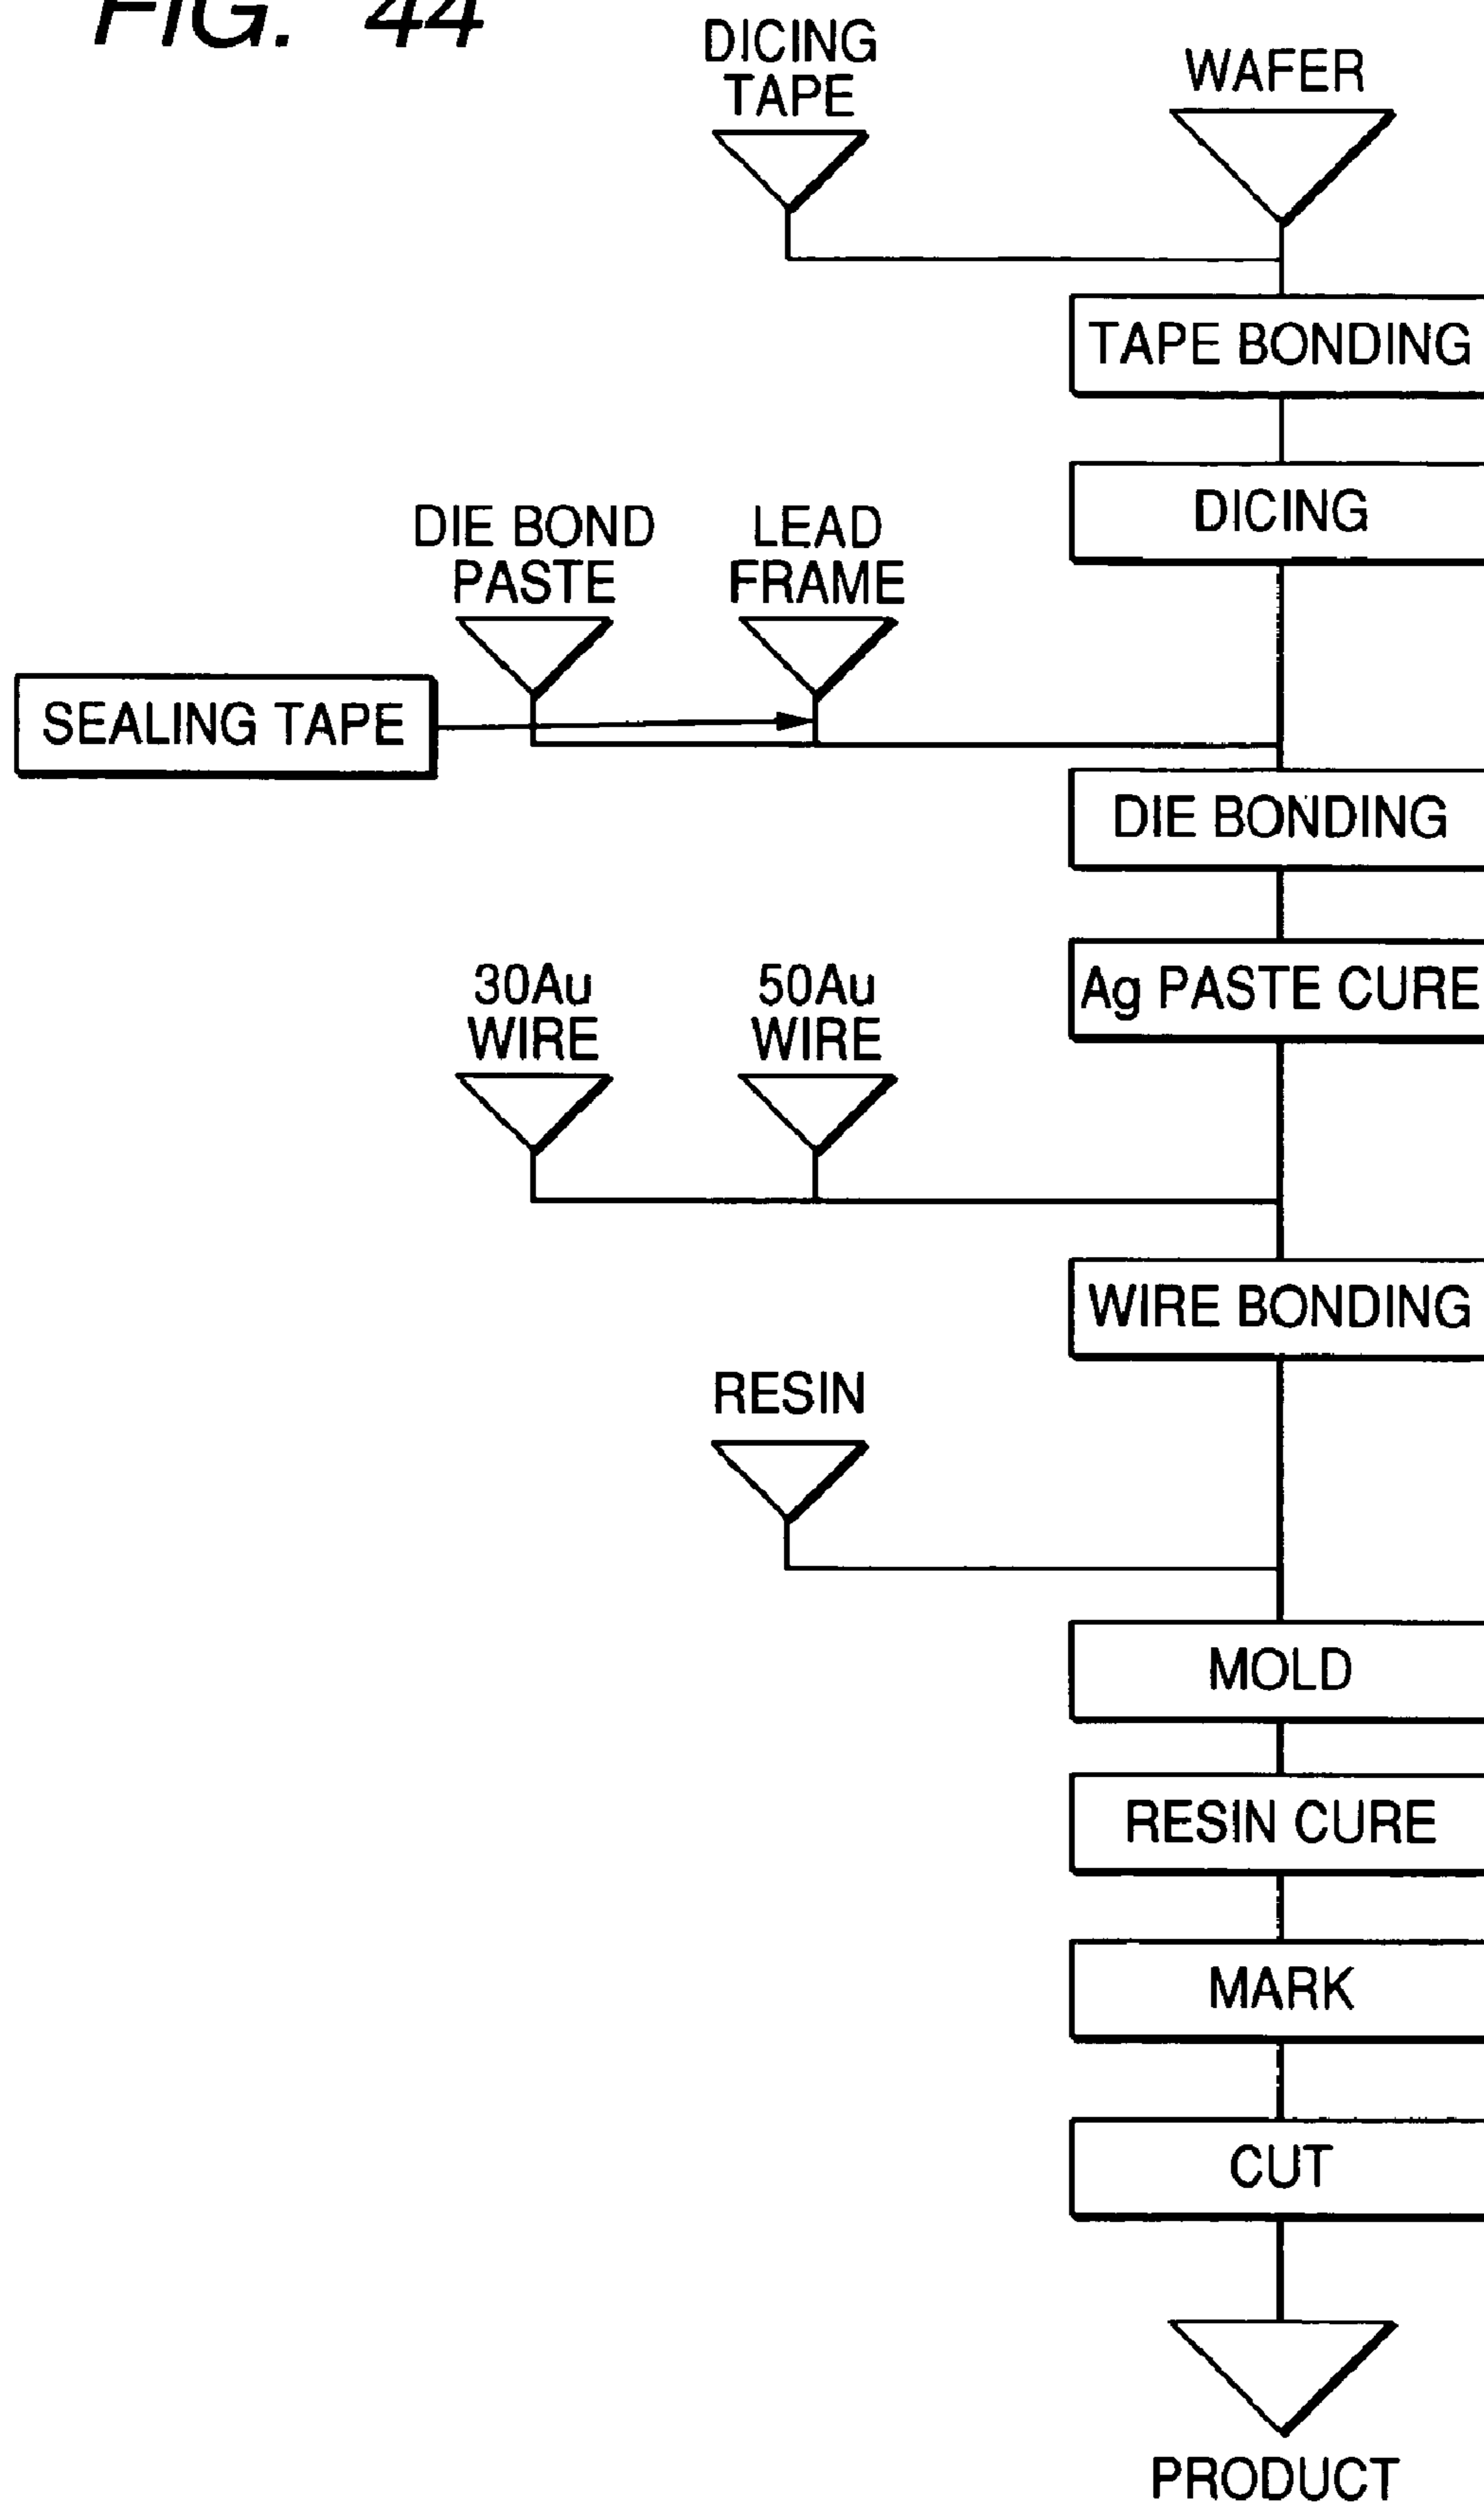 FIG. 44
DICING
TAPE
WAFER
TAPE BONDING
DICING
DIE BOND
PASTE
LEAD
FRAME
SEALING TAPE
DIE BONDING
Ag PASTE CURE
30Au
WIRE
50Au
WIRE
WIRE BONDING
RESIN
MOLD
RESIN CURE
MARK
CUT
PRODUCT